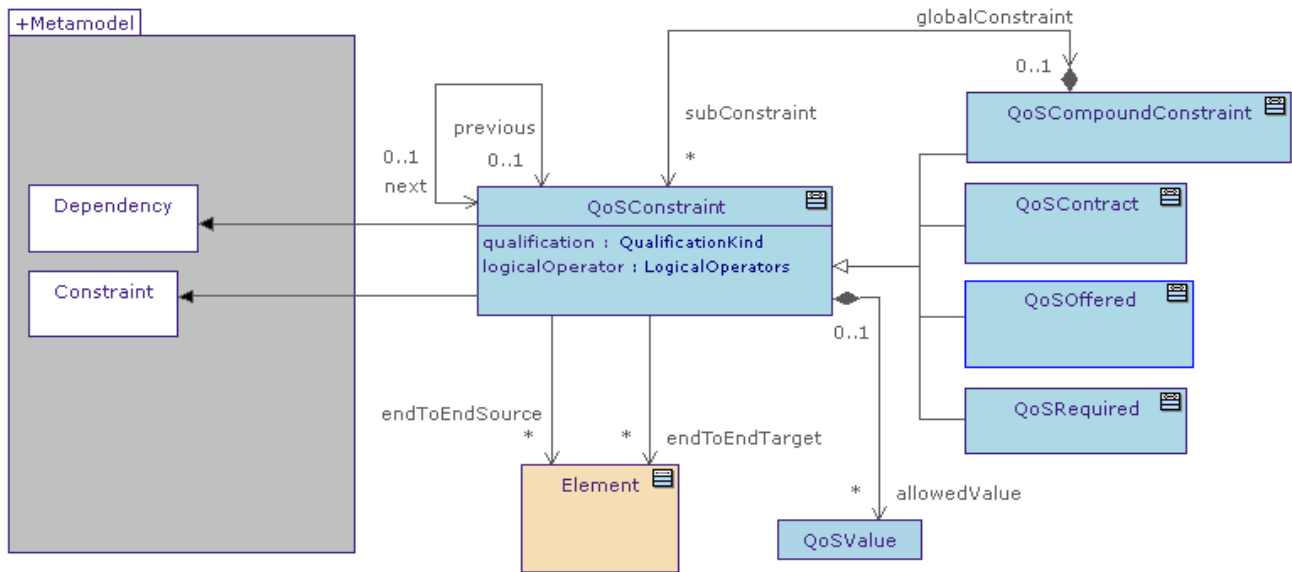 +Metamodel
globalConstraint
0..1
QoSCompoundConstraint
previous
subConstraint
0..1
0..1
*
next
Dependency
QoSConstraint
QoSContract
qualification : QualificationKind
logicalOperator : LogicalOperators
Constraint
QoSOffered
0..1
endToEndSource
*
*
endToEndTarget
QoSRequired
Element
*
allowedValue
QoSValue